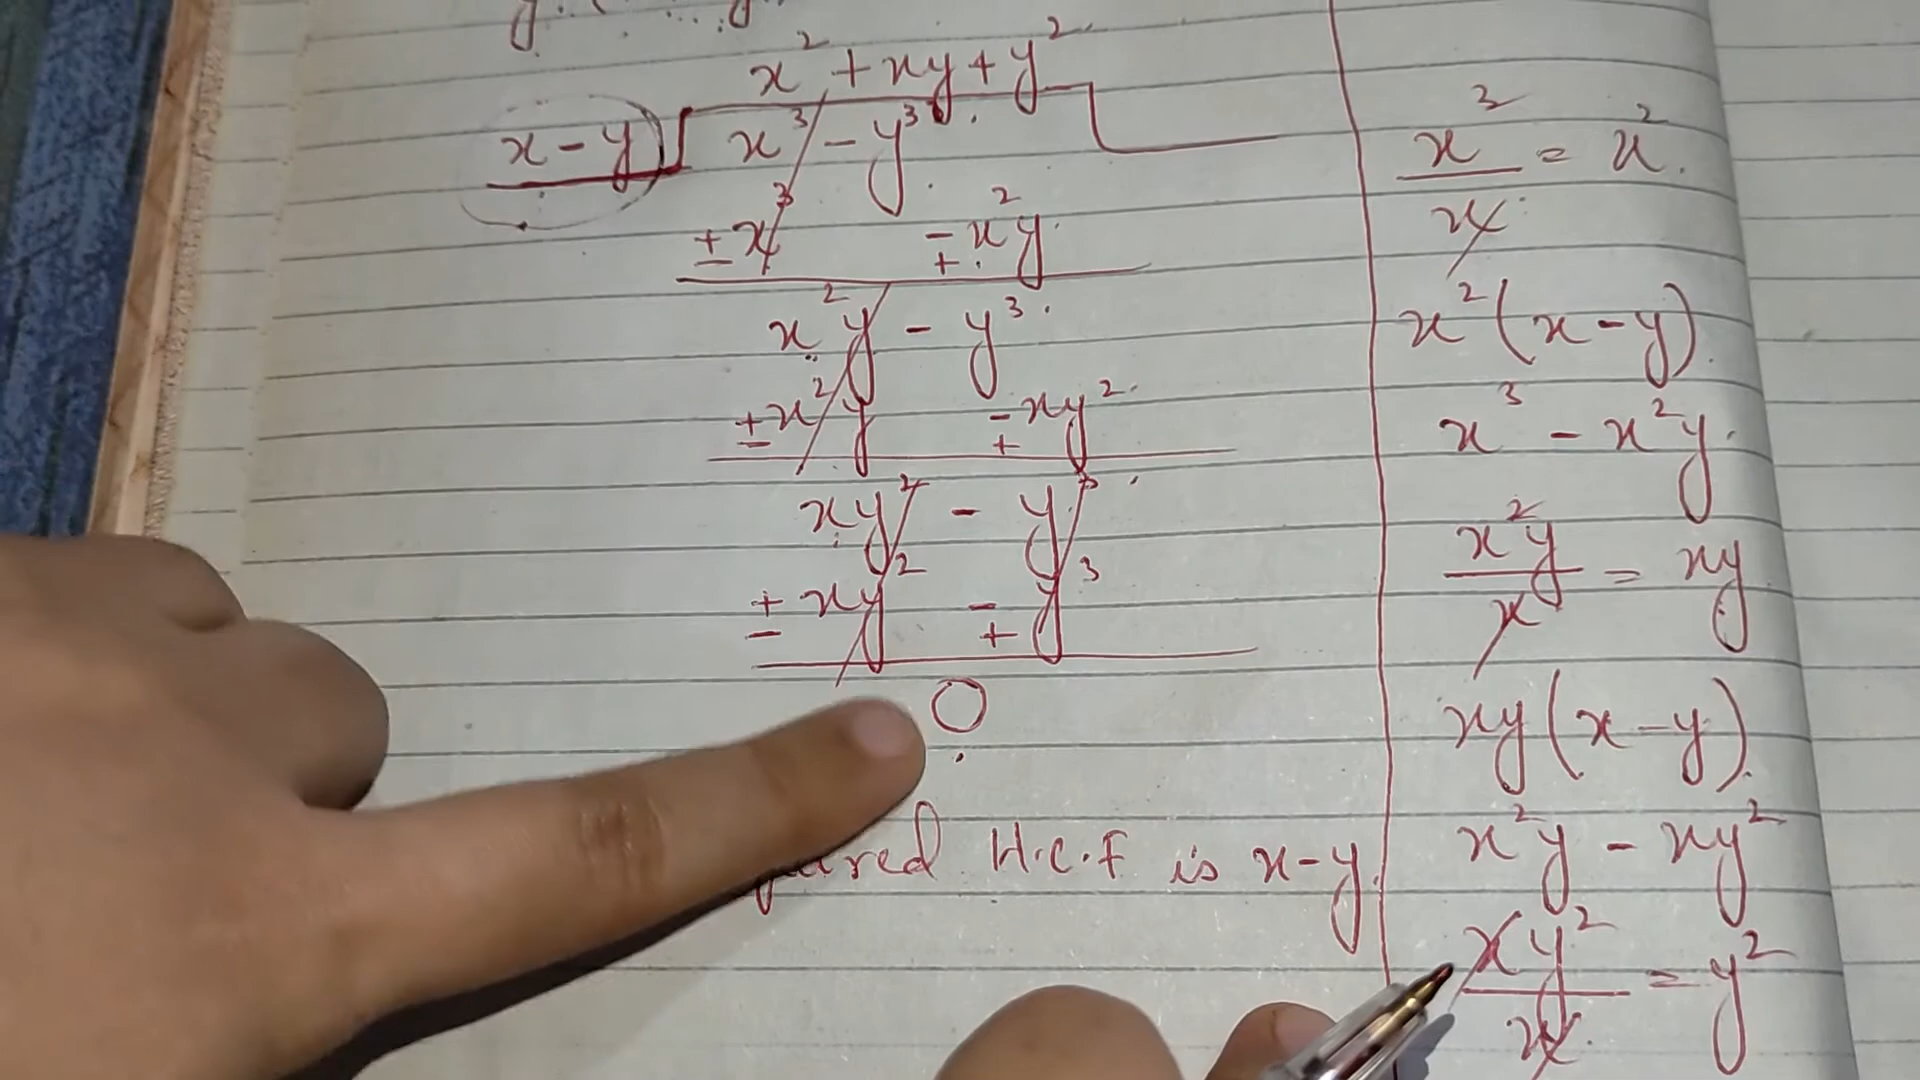 x² + xy + y²
x - y x³ - y³
± x³ - x²y
+
x²y - y³
± x²y - xy²
+
xy² - y³
± xy² - y³
- +
0
H.C.F is x-y
x³/x = x²
x²(x-y)
x³ - x²y
x²y/x = xy
xy(x-y)
x²y - xy²
xy²/x = y²